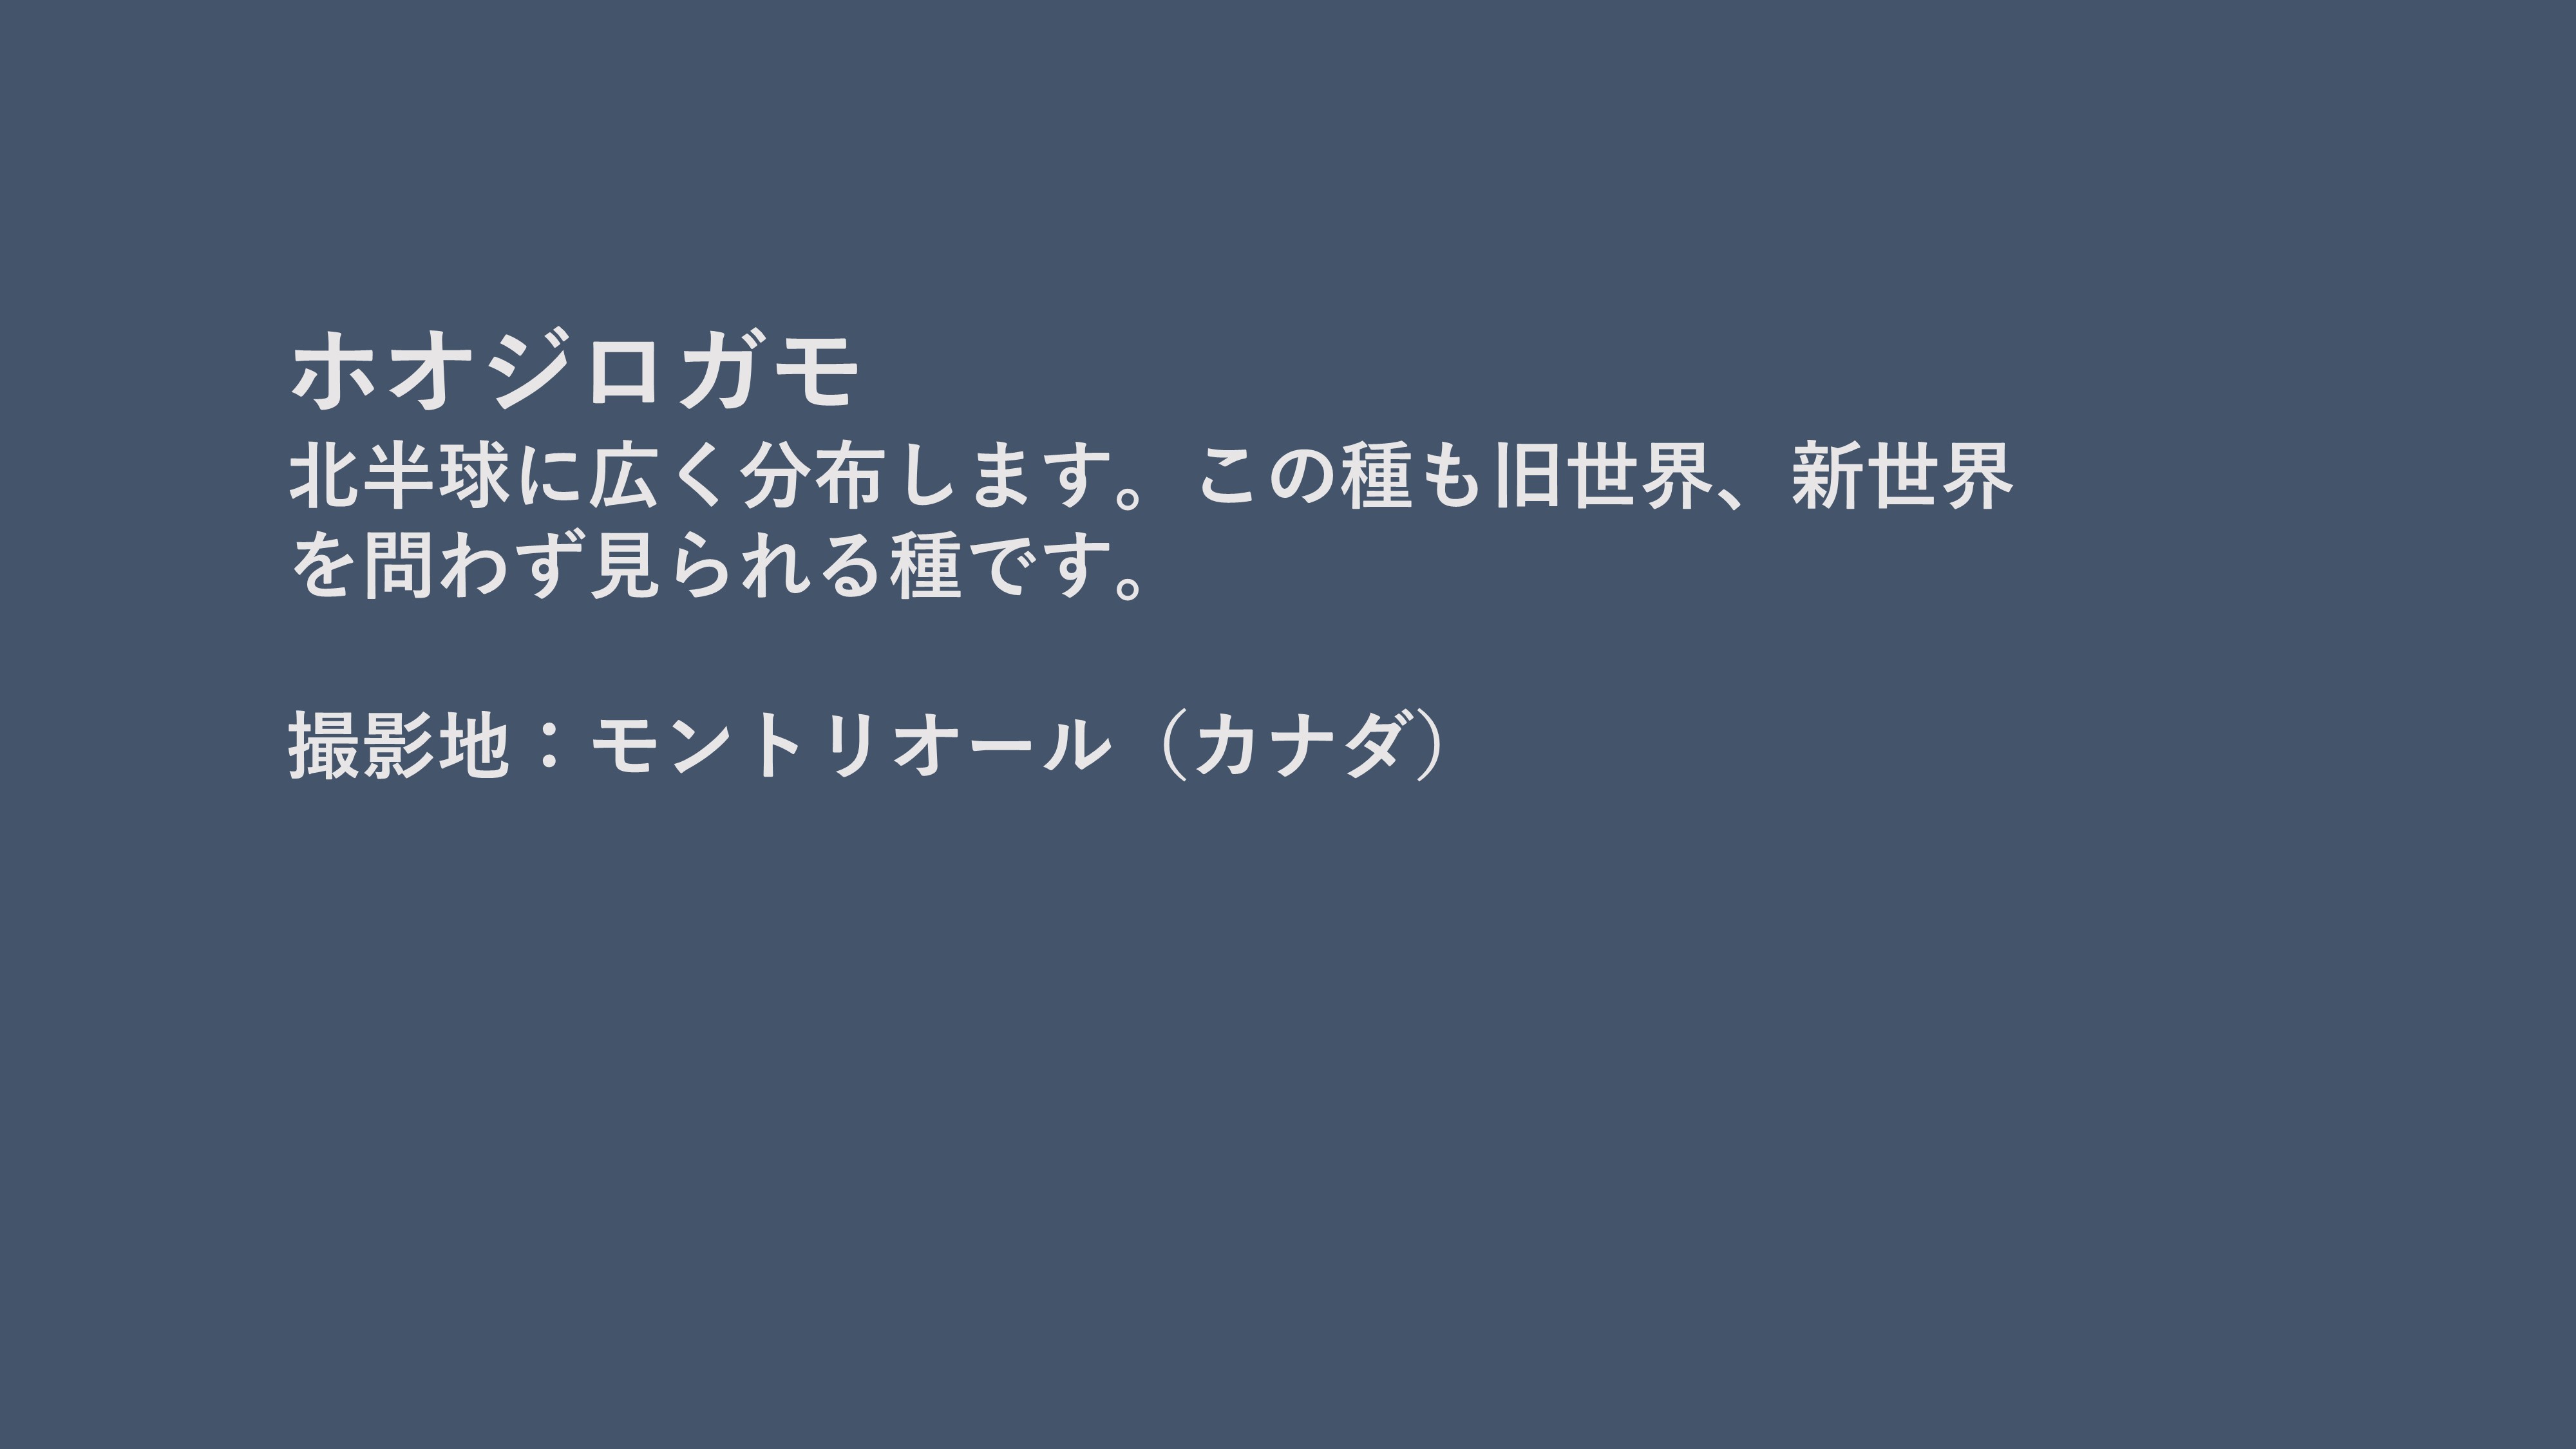 ホオジロガモ
北半球に広く分布します。この種も旧世界、新世界
を問わず見られる種です。
撮影地：モントリオール（カナダ）